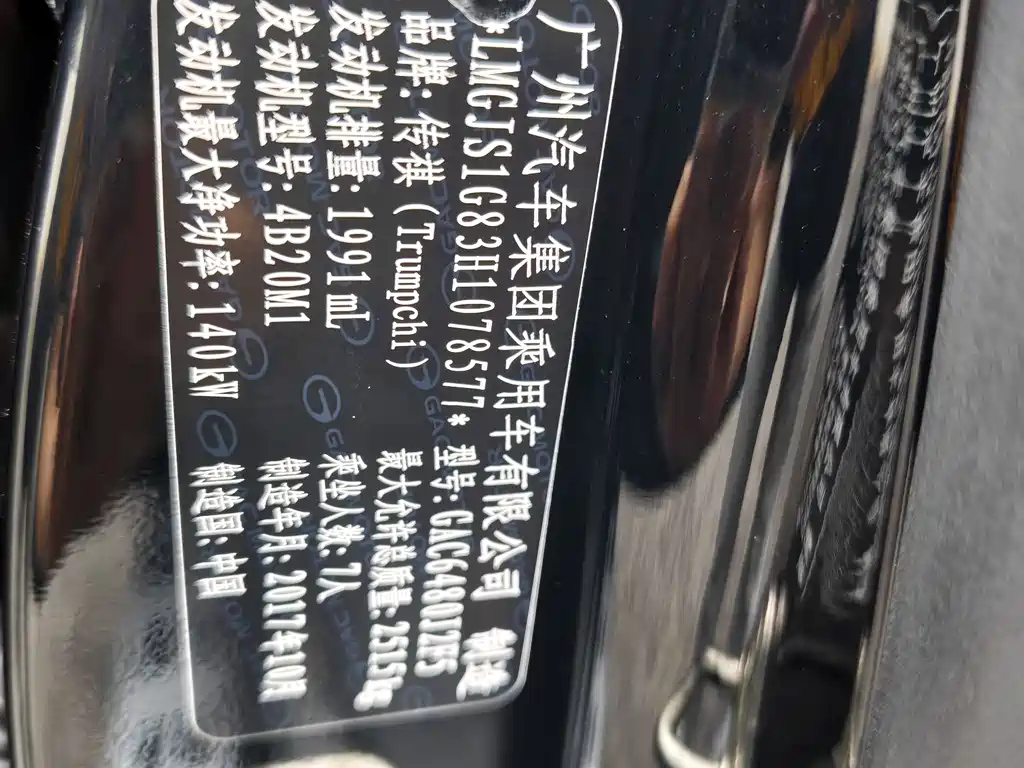 广州汽车集团乘用车有限公司 制造
*LMGJS1G83H1078577* 型号: GAC6480J2E5
品牌: 传祺 (Trumpchi) 最大允许总质量: 2515kg
发动机排量: 1991mL 乘坐人数: 7人
发动机型号: 4B20M1 制造年月: 2017年10月
发动机最大净功率: 140kW 制造国: 中国